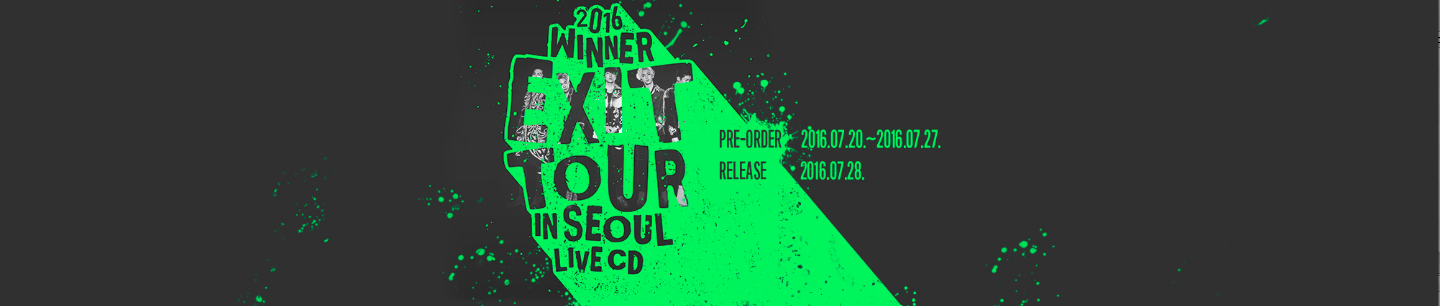 2016
WINNER
EXIT
TOUR
IN SEOUL
LIVE CD
PRE-ORDER 2016.07.20.~2016.07.27.
RELEASE 2016.07.28.